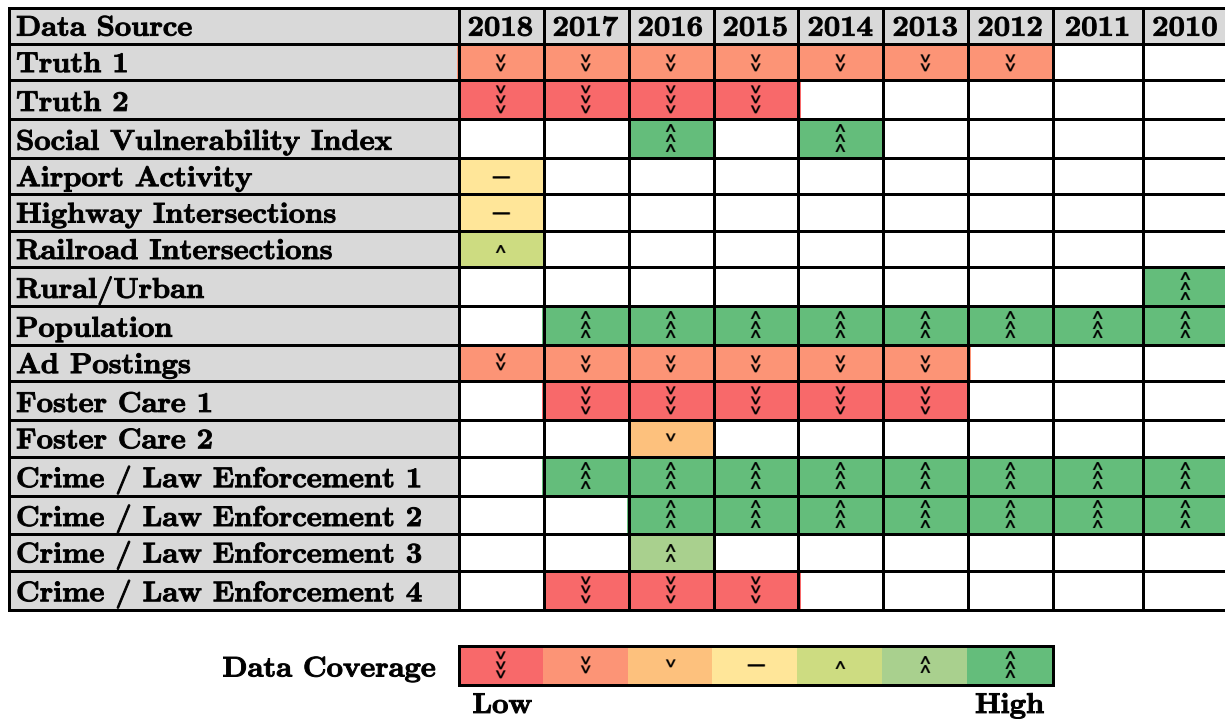 Data Source 2018 2017 2016 2015 2014 2013 2012 2011 2010
Truth 1 ˅˅ ˅˅ ˅˅ ˅˅ ˅˅ ˅˅ ˅˅
Truth 2 ˅˅˅ ˅˅˅ ˅˅˅ ˅˅˅
Social Vulnerability Index ˄˄˄ ˄˄˄
Airport Activity –
Highway Intersections –
Railroad Intersections ˄
Rural/Urban ˄˄˄
Population ˄˄˄ ˄˄˄ ˄˄˄ ˄˄˄ ˄˄˄ ˄˄˄ ˄˄˄ ˄˄˄
Ad Postings ˅˅ ˅˅ ˅˅ ˅˅ ˅˅ ˅˅
Foster Care 1 ˅˅˅ ˅˅˅ ˅˅˅ ˅˅˅ ˅˅˅
Foster Care 2 ˅
Crime / Law Enforcement 1 ˄˄˄ ˄˄˄ ˄˄˄ ˄˄˄ ˄˄˄ ˄˄˄ ˄˄˄ ˄˄˄
Crime / Law Enforcement 2 ˄˄˄ ˄˄˄ ˄˄˄ ˄˄˄ ˄˄˄ ˄˄˄ ˄˄˄
Crime / Law Enforcement 3 ˄˄
Crime / Law Enforcement 4 ˅˅˅ ˅˅˅ ˅˅˅
Data Coverage ˅˅˅ ˅˅ ˅ – ˄ ˄˄ ˄˄˄
Low High